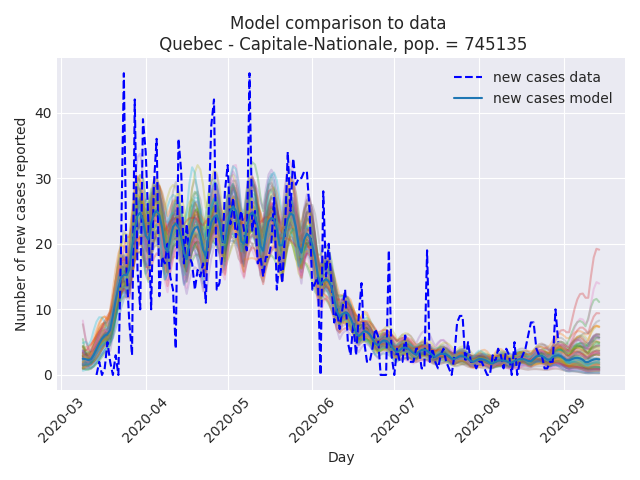 Model comparison to data
Quebec - Capitale-Nationale, pop. = 745135
new cases data
new cases model
Number of new cases reported
40
30
20
10
0
2020-03
2020-04
2020-05
2020-06
2020-07
2020-08
2020-09
Day